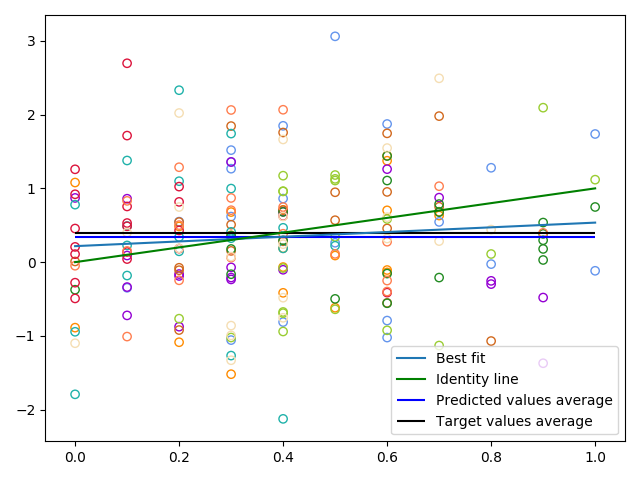 3
2
1
0
−1
−2
0.0 0.2 0.4 0.6 0.8 1.0
Best fit
Identity line
Predicted values average
Target values average